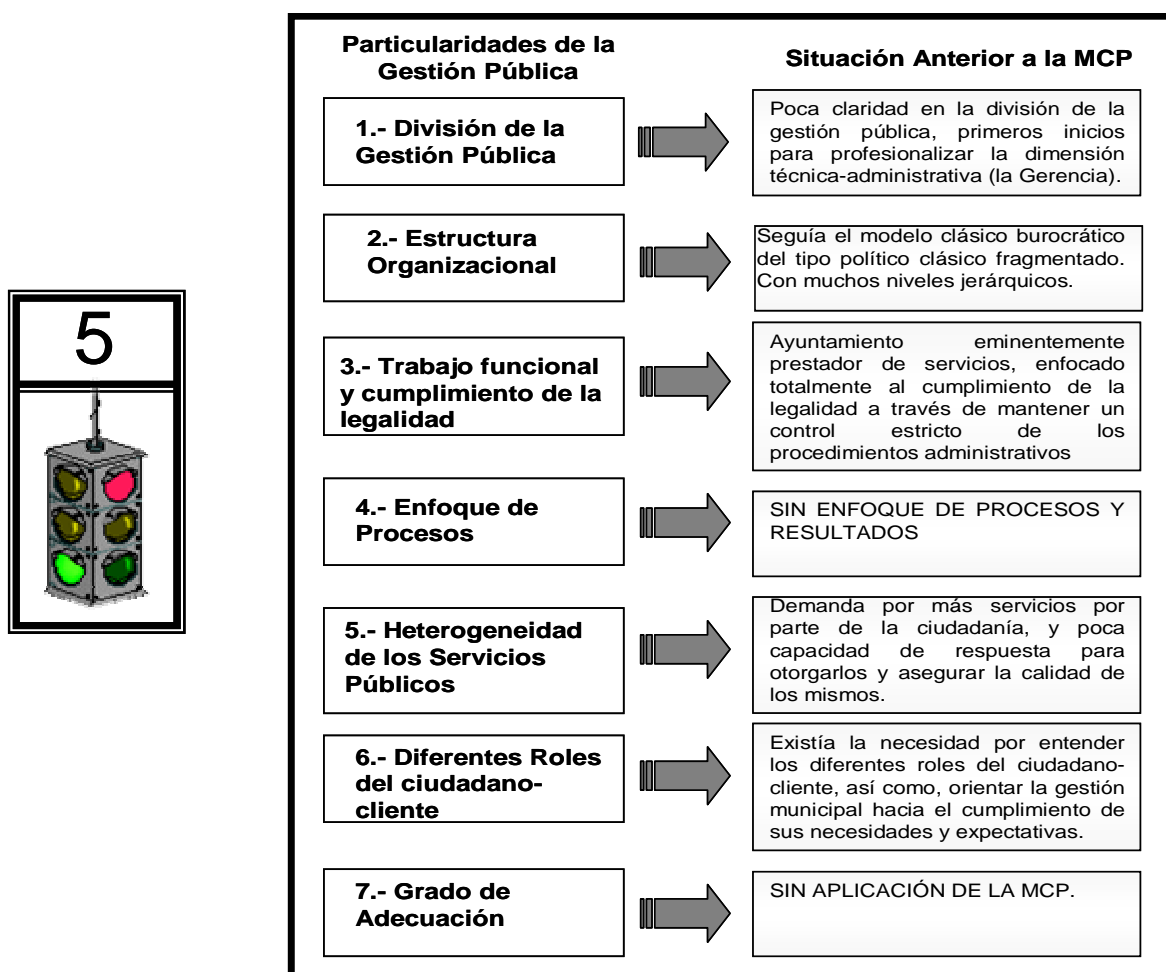 5
Particularidades de la
Gestión Pública
Situación Anterior a la MCP
1.- División de la
Gestión Pública
Poca claridad en la división de la
gestión pública, primeros inicios
para profesionalizar la dimensión
técnica-administrativa (la Gerencia).
2.- Estructura
Organizacional
Seguía el modelo clásico burocrático
del tipo político clásico fragmentado.
Con muchos niveles jerárquicos.
3.- Trabajo funcional
y cumplimiento de la
legalidad
Ayuntamiento eminentemente
prestador de servicios, enfocado
totalmente al cumplimiento de la
legalidad a través de mantener un
control estricto de los
procedimientos administrativos
4.- Enfoque de
Procesos
SIN ENFOQUE DE PROCESOS Y
RESULTADOS
5.- Heterogeneidad
de los Servicios
Públicos
Demanda por más servicios por
parte de la ciudadanía, y poca
capacidad de respuesta para
otorgarlos y asegurar la calidad de
los mismos.
6.- Diferentes Roles
del ciudadano-
cliente
Existía la necesidad por entender
los diferentes roles del ciudadano-
cliente, así como, orientar la gestión
municipal hacia el cumplimiento de
sus necesidades y expectativas.
7.- Grado de
Adecuación
SIN APLICACIÓN DE LA MCP.